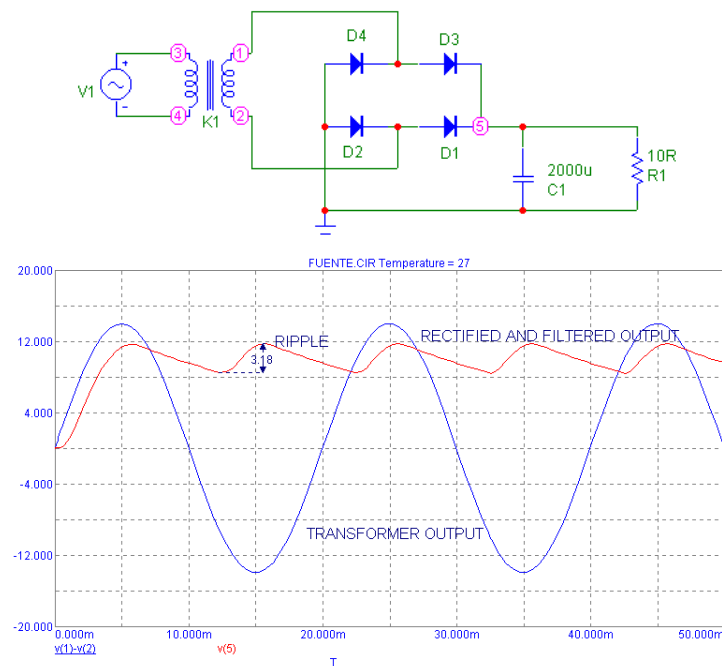 D4
D3
3
1
+
V1
-
4
2
K1
5
D2
D1
2000u
C1
10R
R1
FUENTE.CIR Temperature = 27
20.000
12.000
4.000
-4.000
-12.000
-20.000
RIPPLE
3.18
RECTIFIED AND FILTERED OUTPUT
TRANSFORMER OUTPUT
0.000m
10.000m
20.000m
30.000m
40.000m
50.000m
v(1)-v(2)
v(5)
T